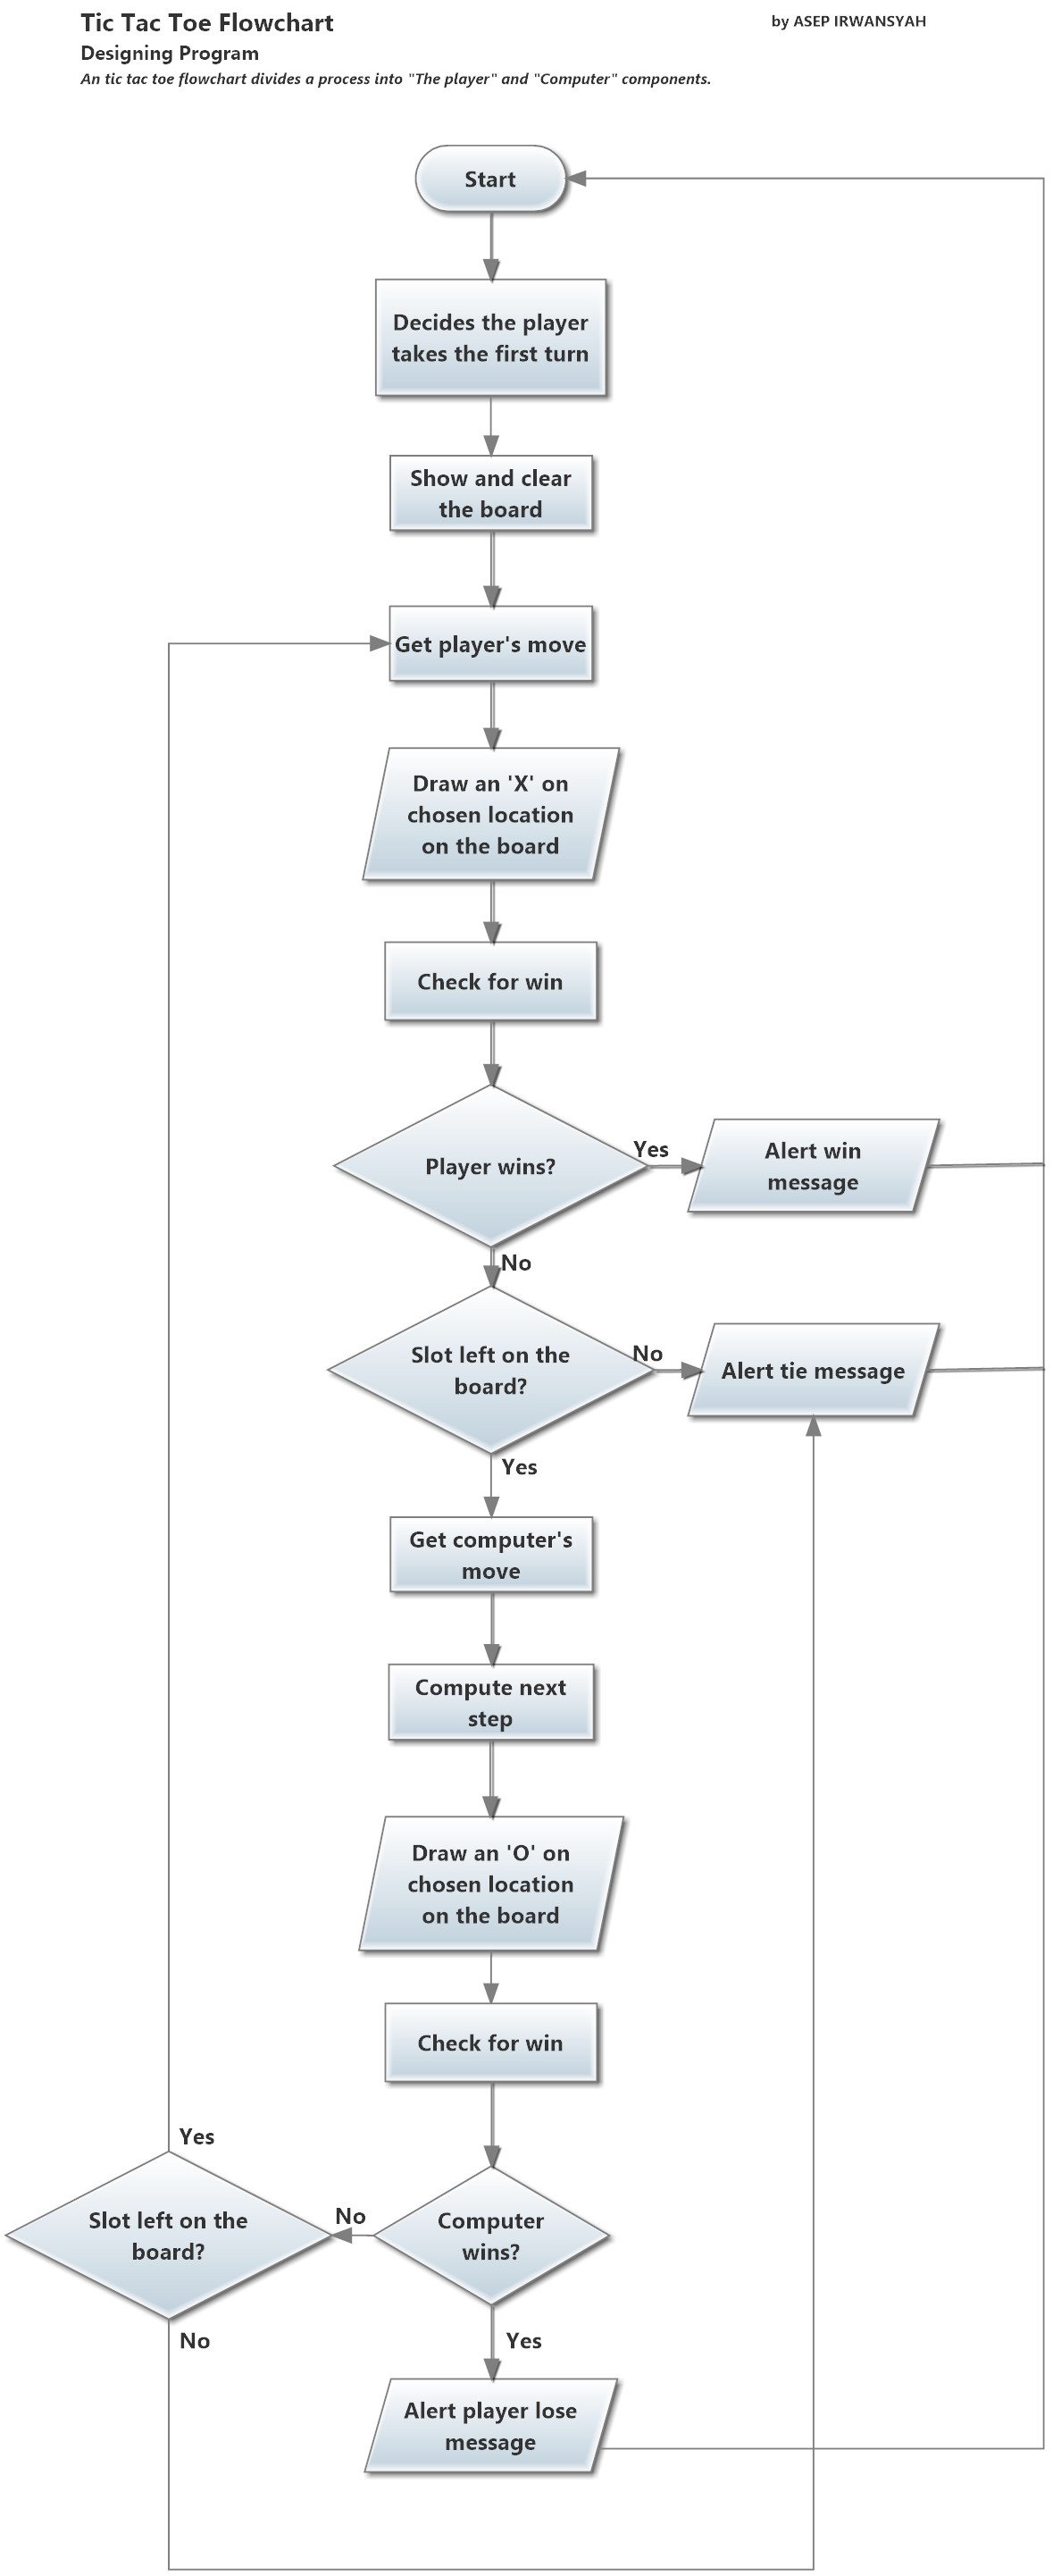 Tic Tac Toe Flowchart
by ASEP IRWANSYAH
Designing Program
An tic tac toe flowchart divides a process into "The player" and "Computer" components.
Start
Decides the player
takes the first turn
Show and clear
the board
Get player's move
Draw an 'X' on
chosen location
on the board
Check for win
Player wins?
Yes
Alert win
message
No
Slot left on the
board?
No
Alert tie message
Yes
Get computer's
move
Compute next
step
Draw an 'O' on
chosen location
on the board
Check for win
Computer
wins?
No
Slot left on the
board?
Yes
No
Yes
Alert player lose
message